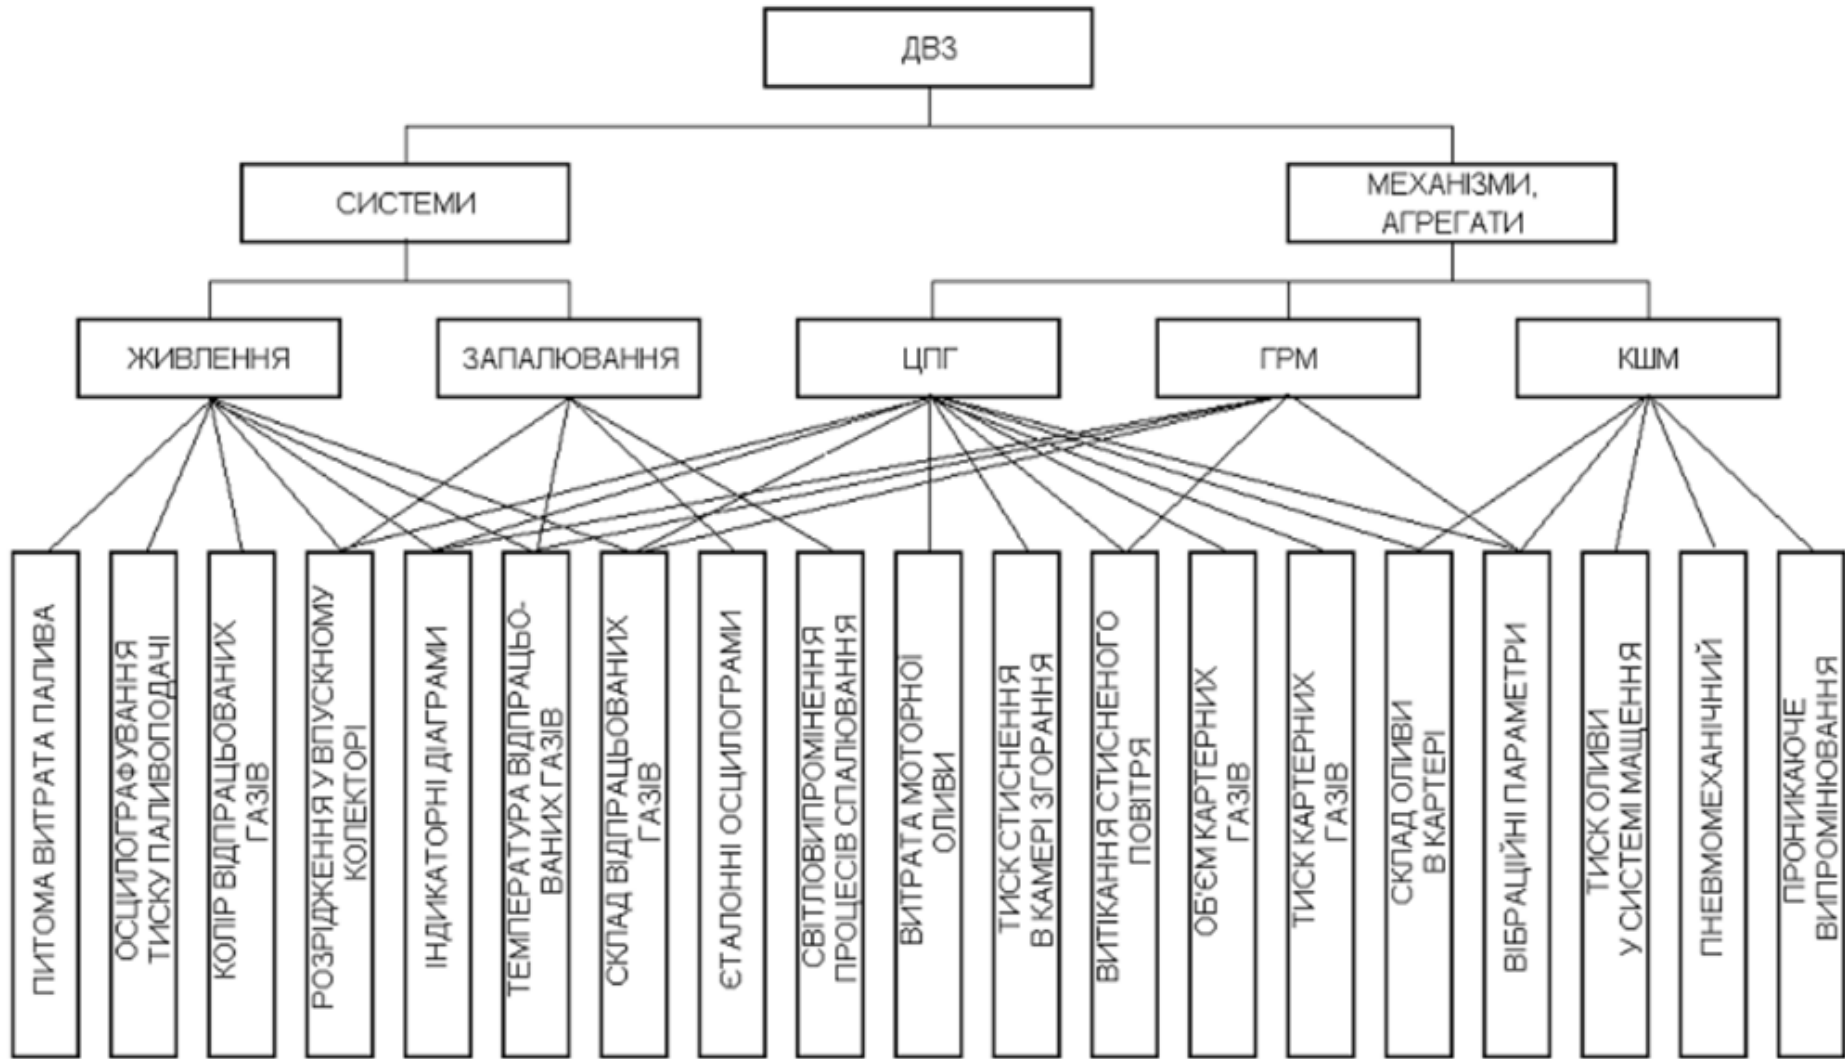 ДВЗ
СИСТЕМИ
МЕХАНІЗМИ,
АГРЕГАТИ
ЖИВЛЕННЯ
ЗАПАЛЮВАННЯ
ЦПГ
ГРМ
КШМ
ПИТОМА ВИТРАТА ПАЛИВА
ОСЦИЛОГРАФУВАННЯ
ТИСКУ ПАЛИВОПОДАЧІ
КОЛІР ВІДПРАЦЬОВАНИХ
ГАЗІВ
РОЗРІДЖЕННЯ У ВПУСКНОМУ
КОЛЕКТОРІ
ІНДИКАТОРНІ ДІАГРАМИ
ТЕМПЕРАТУРА ВІДПРАЦЬО-
ВАНИХ ГАЗІВ
СКЛАД ВІДПРАЦЬОВАНИХ
ГАЗІВ
ЄТАЛОННІ ОСЦИЛОГРАМИ
СВІТЛОВИПРОМНЕННЯ
ПРОЦЕСІВ СПАЛЮВАННЯ
ВИТРАТА МОТОРНОЇ
ОЛИВИ
ТИСК СТИСНЕННЯ
В КАМЕРІ ЗГОРАННЯ
ВИТІКАННЯ СТИСНЕНОГО
ПОВІТРЯ
ОБ'ЄМ КАРТЕРНИХ
ГАЗІВ
ТИСК КАРТЕРНИХ
ГАЗІВ
СКЛАД ОЛИВИ
В КАРТЕРІ
ВІБРАЦІЙНІ ПАРАМЕТРИ
ТИСК ОЛИВИ
У СИСТЕМІ МАЩЕННЯ
ПНЕВМОМЕХАНІЧНИЙ
ПРОНИКАЮЧЕ
ВИПРОМІНЮВАННЯ